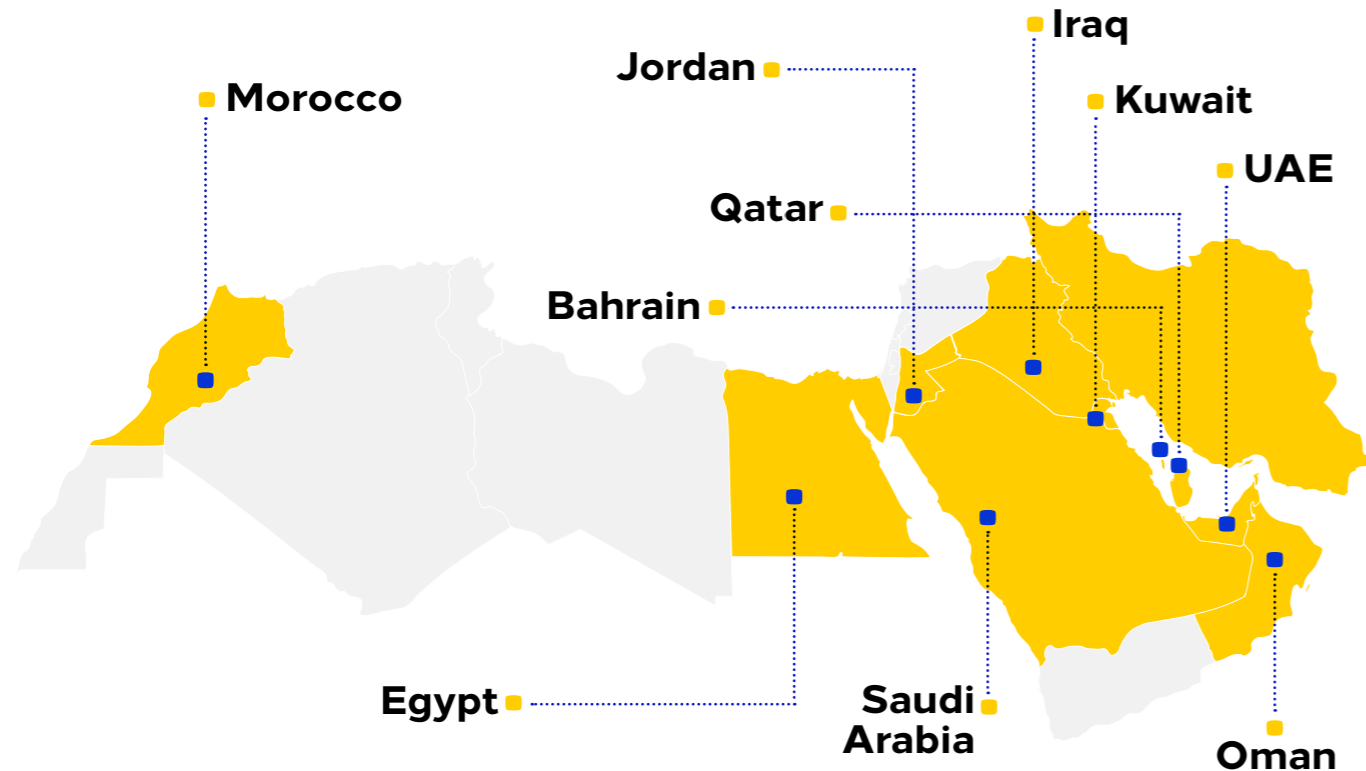 Iraq
Jordan
Morocco
Kuwait
UAE
Qatar
Bahrain
Egypt
Saudi
Arabia
Oman